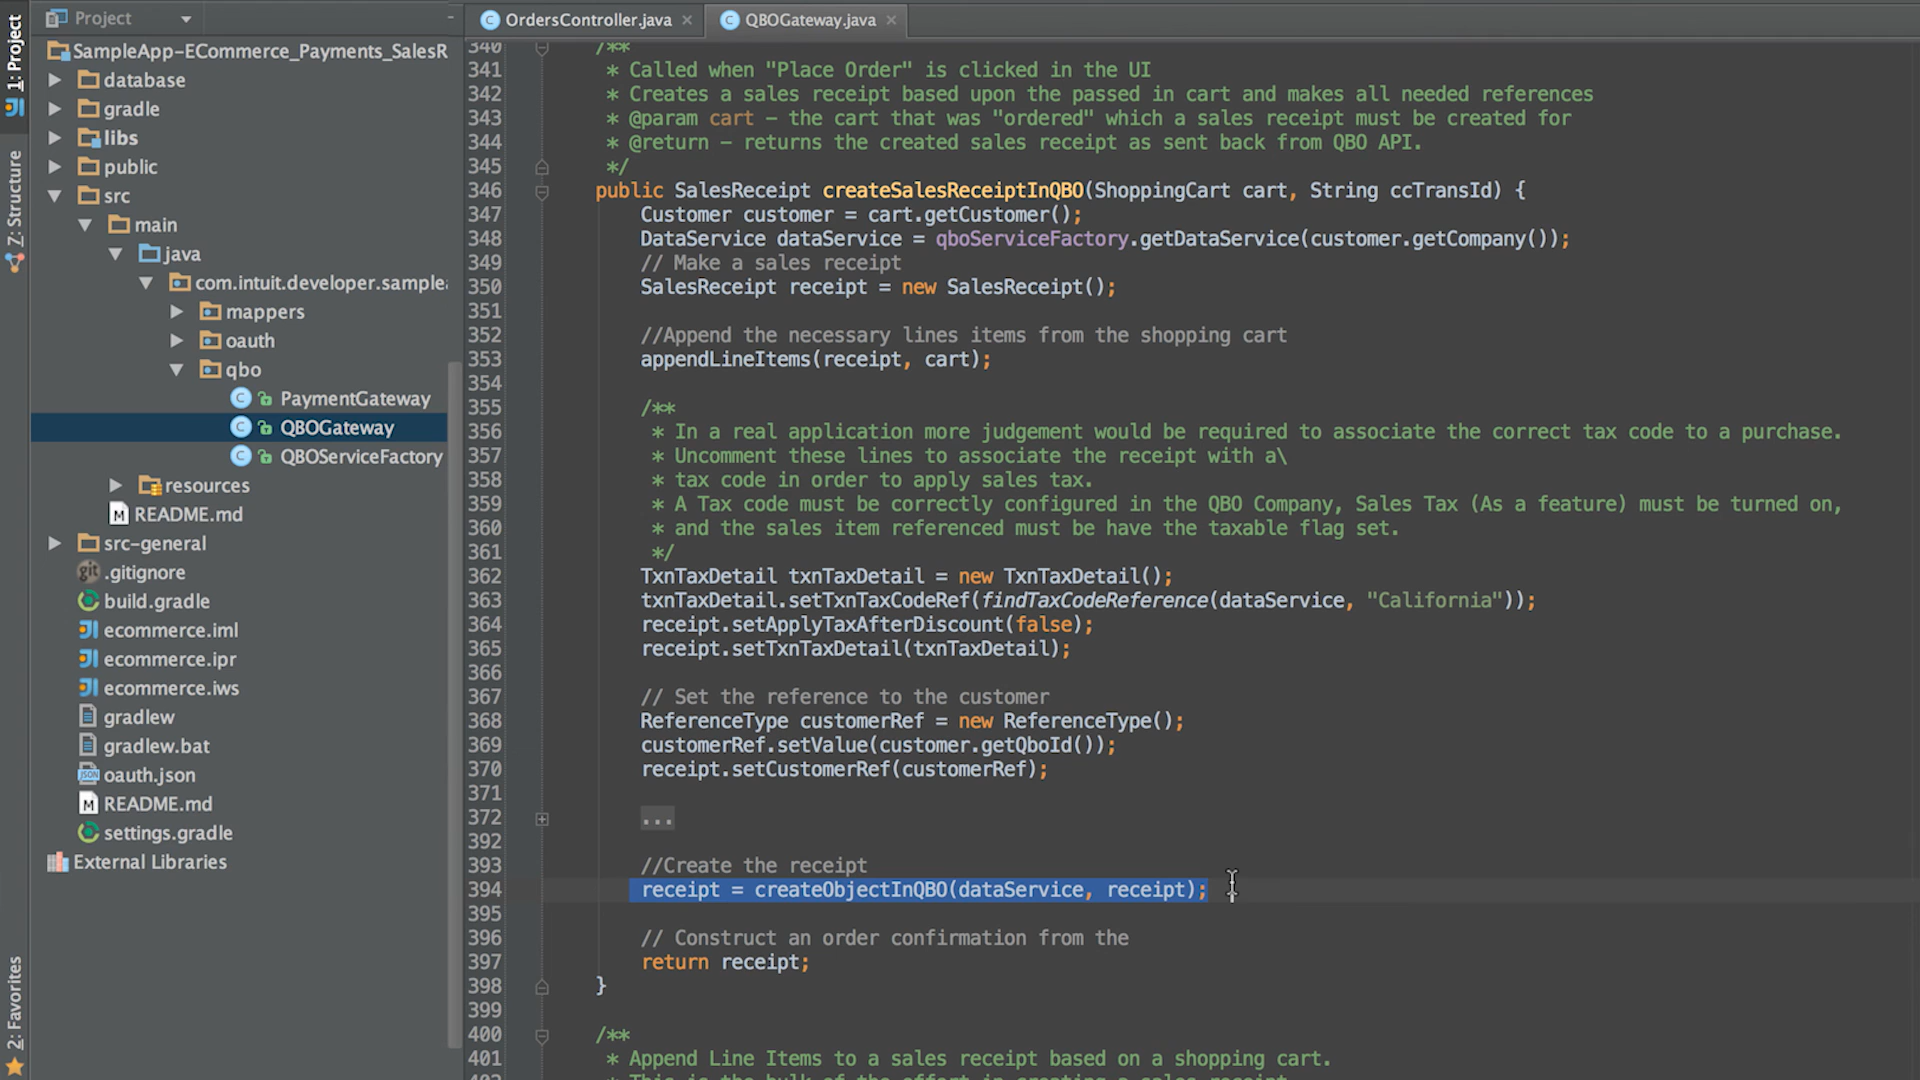 1: Project
Z: Structure
2: Favorites
Project
SampleApp-ECommerce_Payments_SalesR
database
gradle
libs
public
src
main
java
com.intuit.developer.sample
mappers
oauth
qbo
PaymentGateway
QBOGateway
QBOServiceFactory
resources
README.md
src-general
.gitignore
build.gradle
ecommerce.iml
ecommerce.ipr
ecommerce.iws
gradlew
gradlew.bat
oauth.json
README.md
settings.gradle
External Libraries
OrdersController.java
QBOGateway.java
340 /**
341 * Called when "Place Order" is clicked in the UI
342 * Creates a sales receipt based upon the passed in cart and makes all needed references
343 * @param cart – the cart that was "ordered" which a sales receipt must be created for
344 * @return – returns the created sales receipt as sent back from QBO API.
345 */
346 public SalesReceipt createSalesReceiptInQBO(ShoppingCart cart, String ccTransId) {
347 Customer customer = cart.getCustomer();
348 DataService dataService = qboServiceFactory.getDataService(customer.getCompany());
349 // Make a sales receipt
350 SalesReceipt receipt = new SalesReceipt();
351
352 //Append the necessary lines items from the shopping cart
353 appendLineItems(receipt, cart);
354
355 /**
356 * In a real application more judgement would be required to associate the correct tax code to a purchase.
357 * Uncomment these lines to associate the receipt with a\
358 * tax code in order to apply sales tax.
359 * A Tax code must be correctly configured in the QBO Company, Sales Tax (As a feature) must be turned on,
360 * and the sales item referenced must be have the taxable flag set.
361 */
362 TxnTaxDetail txnTaxDetail = new TxnTaxDetail();
363 txnTaxDetail.setTxnTaxCodeRef(findTaxCodeReference(dataService, "California"));
364 receipt.setApplyTaxAfterDiscount(false);
365 receipt.setTxnTaxDetail(txnTaxDetail);
366
367 // Set the reference to the customer
368 ReferenceType customerRef = new ReferenceType();
369 customerRef.setValue(customer.getQboId());
370 receipt.setCustomerRef(customerRef);
371
372 ...
392
393 //Create the receipt
394 receipt = createObjectInQBO(dataService, receipt);
395
396 // Construct an order confirmation from the
397 return receipt;
398 }
399
400 /**
401 * Append Line Items to a sales receipt based on a shopping cart.
402 * This is the bulk of the effort in creating a sales receipt